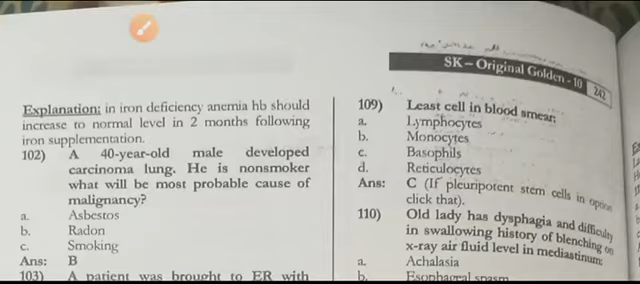 SK – Original Golden - 10 242
Explanation: in iron deficiency anemia hb should
increase to normal level in 2 months following
iron supplementation.
102) A 40-year-old male developed
carcinoma lung. He is nonsmoker
what will be most probable cause of
malignancy?
a. Asbestos
b. Radon
c. Smoking
Ans: B
103) A patient was brought to ER with
109) Least cell in blood smear:
a. Lymphocytes
b. Monocytes
c. Basophils
d. Reticulocytes
Ans: C (If pleuripotent stem cells in option
click that).
110) Old lady has dysphagia and difficulty
in swallowing history of blenching on
x-ray air fluid level in mediastinum:
a. Achalasia
b. Esophageal spasm